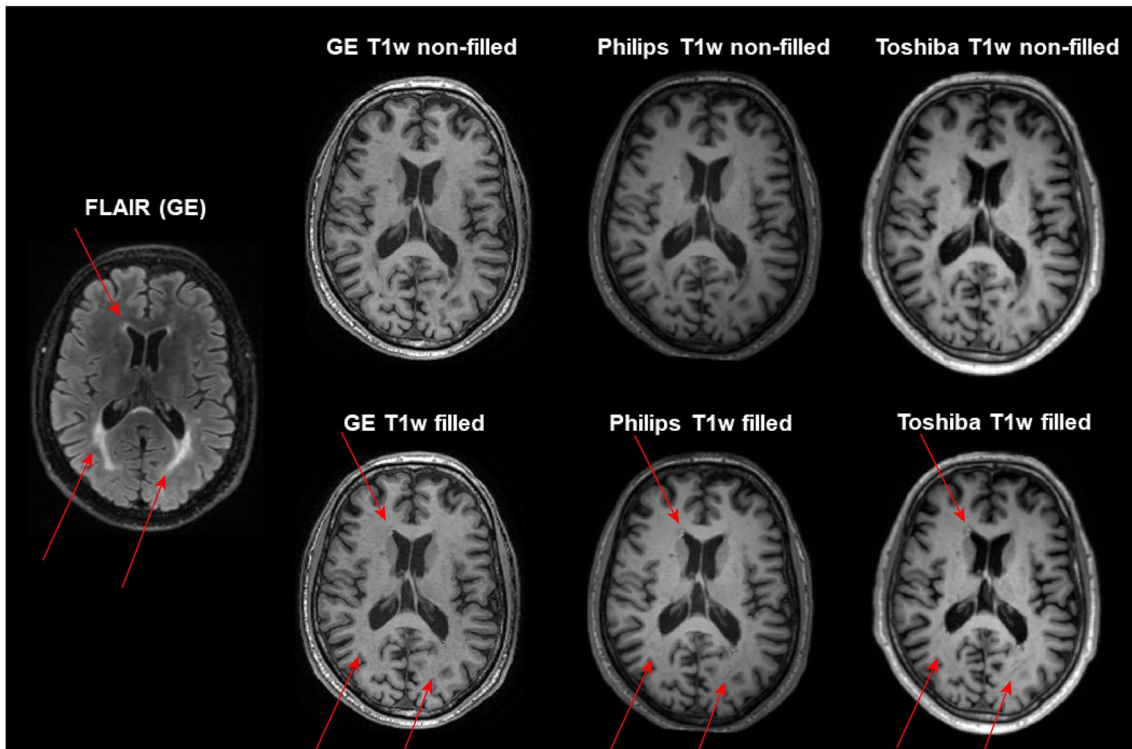 GE T1w non-filled
Philips T1w non-filled
Toshiba T1w non-filled
FLAIR (GE)
GE T1w filled
Philips T1w filled
Toshiba T1w filled